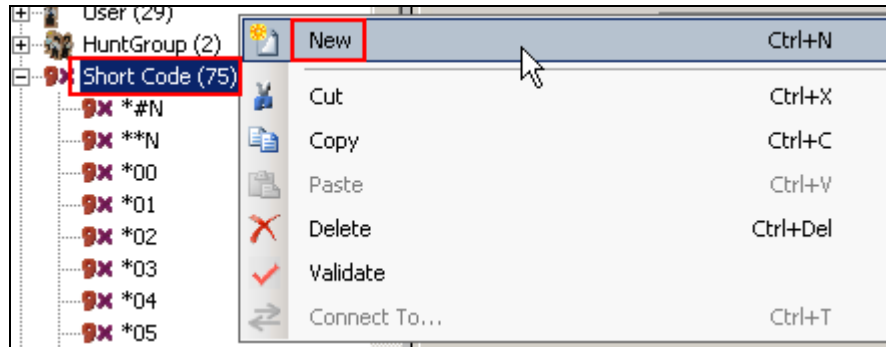 User (29)
HuntGroup (2)
Short Code (75)
*#N
**N
*00
*01
*02
*03
*04
*05
New Ctrl+N
Cut Ctrl+X
Copy Ctrl+C
Paste Ctrl+V
Delete Ctrl+Del
Validate
Connect To... Ctrl+T